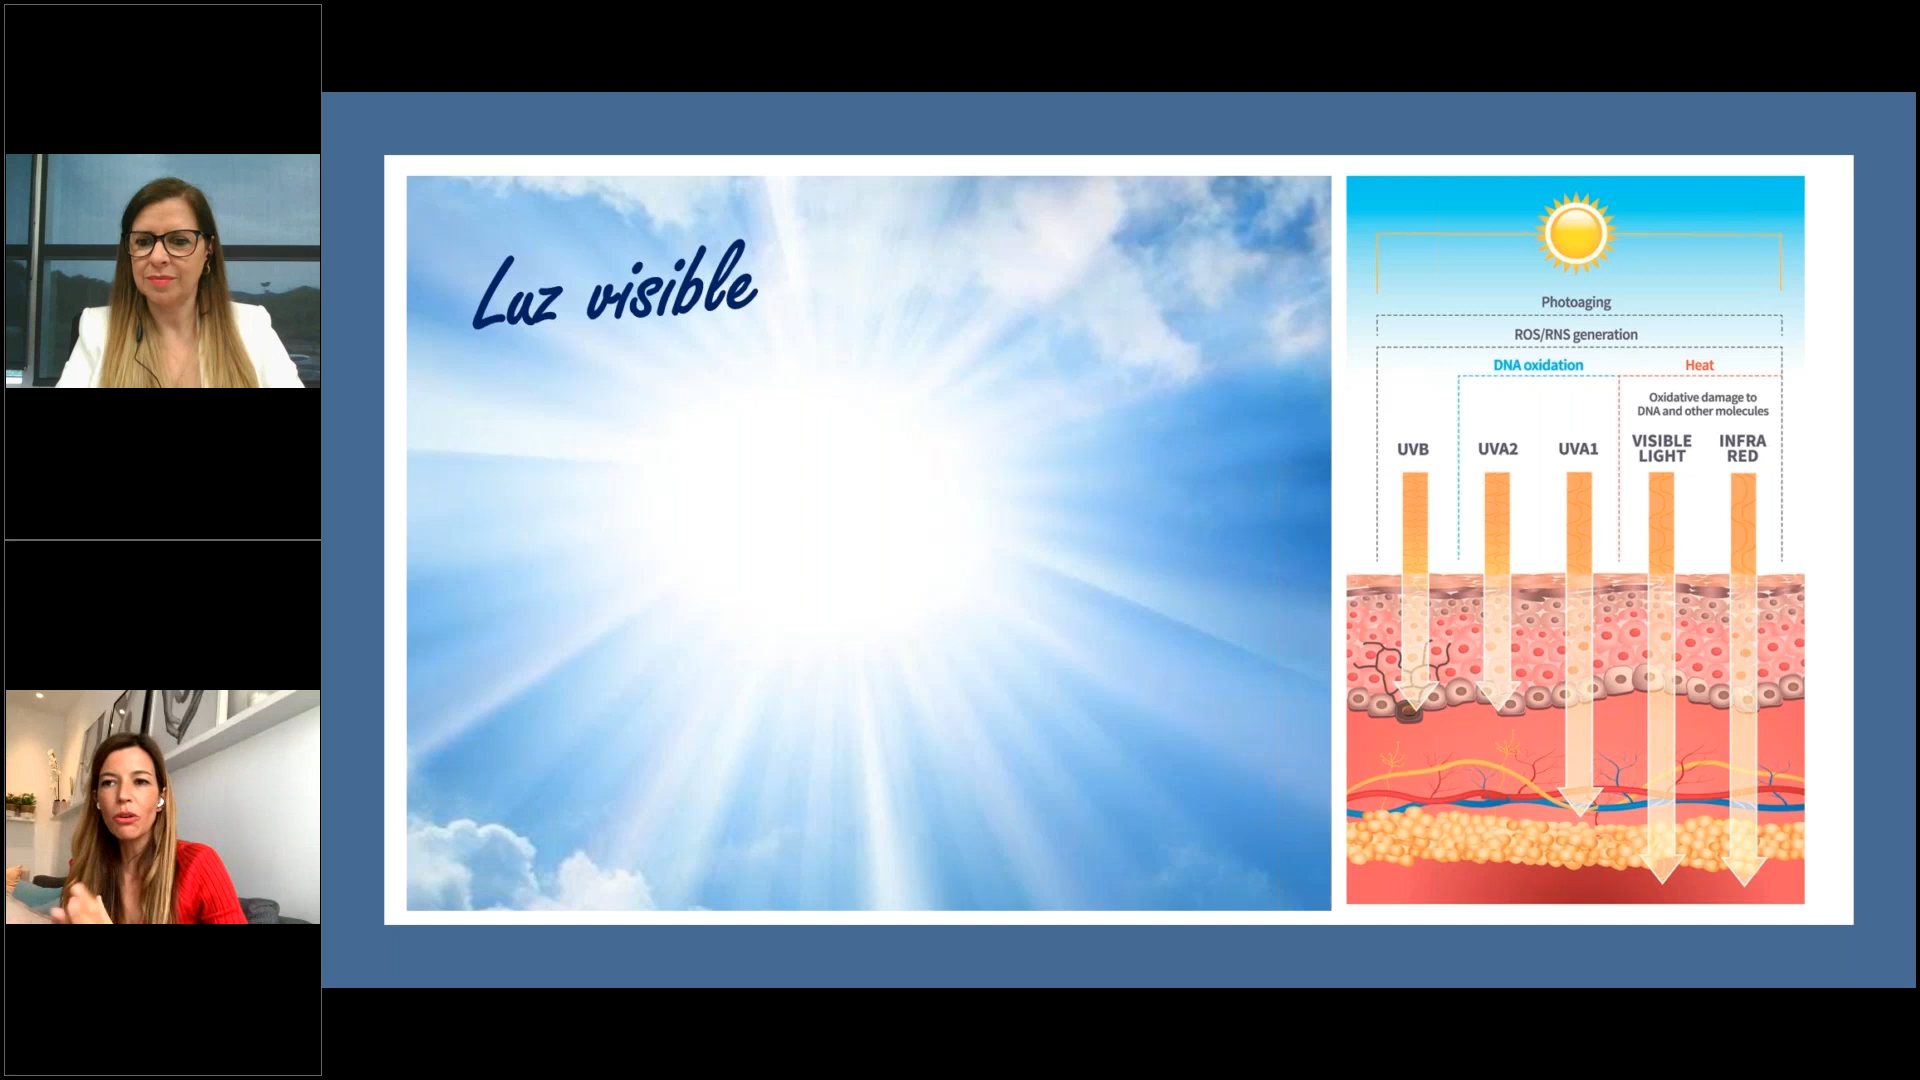 Luz visible
Photoaging
ROS/RNS generation
DNA oxidation
Heat
Oxidative damage to
DNA and other molecules
UVB
UVA2
UVA1
VISIBLE
LIGHT
INFRA
RED